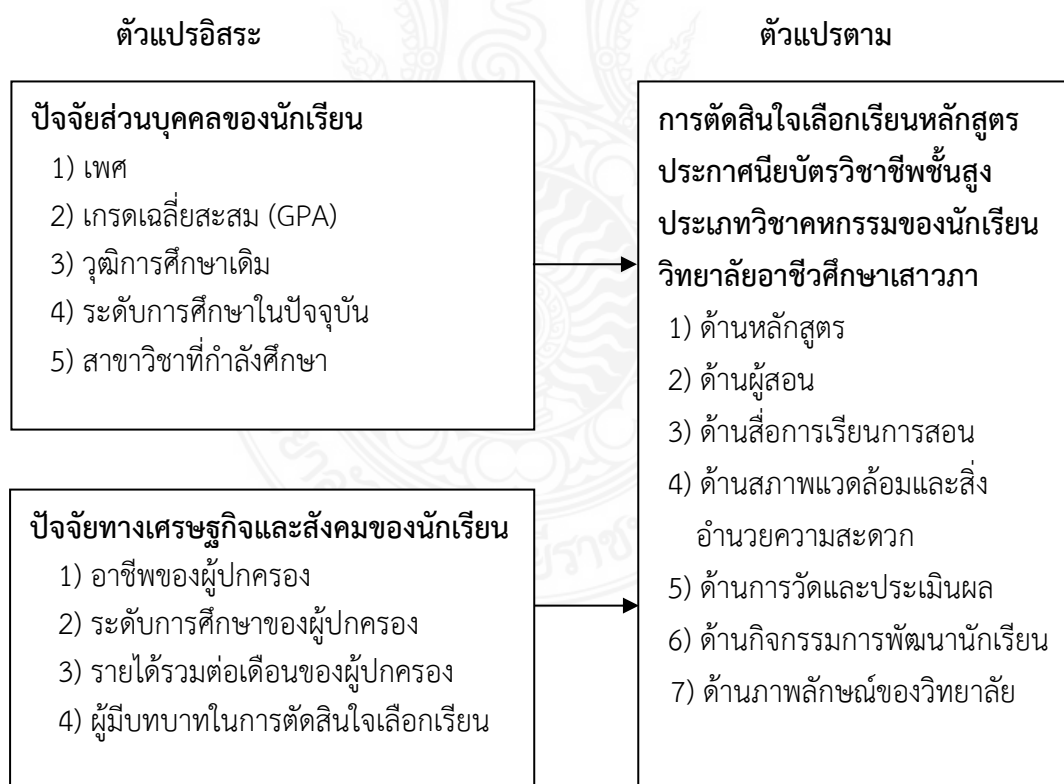 ตัวแปรอิสระ
ตัวแปรตาม
ปัจจัยส่วนบุคคลของนักเรียน
1) เพศ
2) เกรดเฉลี่ยสะสม (GPA)
3) วุฒิการศึกษาเดิม
4) ระดับการศึกษาในปัจจุบัน
5) สาขาวิชาที่กำลังศึกษา
ปัจจัยทางเศรษฐกิจและสังคมของนักเรียน
1) อาชีพของผู้ปกครอง
2) ระดับการศึกษาของผู้ปกครอง
3) รายได้รวมต่อเดือนของผู้ปกครอง
4) ผู้มีบทบาทในการตัดสินใจเลือกเรียน
การตัดสินใจเลือกเรียนหลักสูตร
ประกาศนียบัตรวิชาชีพชั้นสูง
ประเภทวิชาคหกรรมของนักเรียน
วิทยาลัยอาชีวศึกษาเสาวภา
1) ด้านหลักสูตร
2) ด้านผู้สอน
3) ด้านสื่อการเรียนการสอน
4) ด้านสภาพแวดล้อมและสิ่ง
อำนวยความสะดวก
5) ด้านการวัดและประเมินผล
6) ด้านกิจกรรมการพัฒนานักเรียน
7) ด้านภาพลักษณ์ของวิทยาลัย